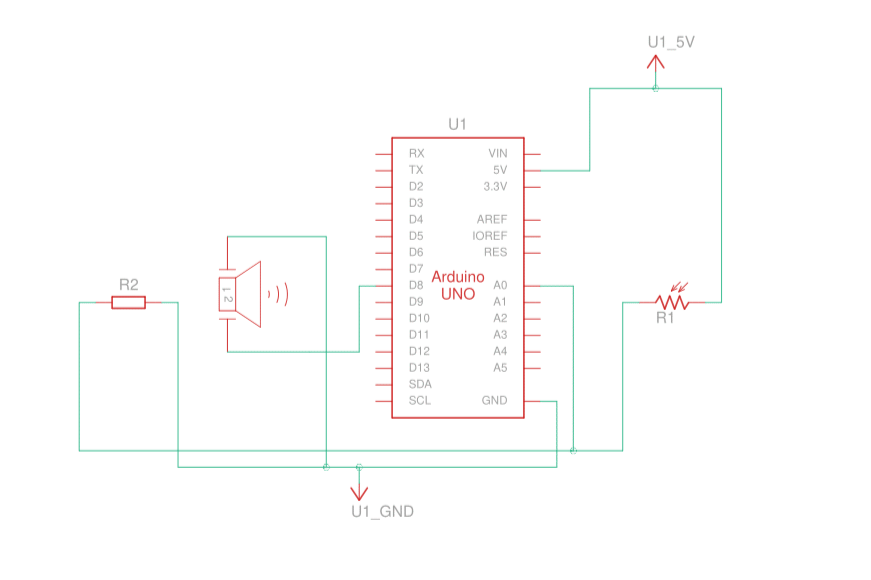 U1_5V
U1
RX VIN
TX 5V
D2 3.3V
D3
D4 AREF
D5 IOREF
D6 RES
D7
Arduino
UNO
D8 A0
D9 A1
D10 A2
D11 A3
D12 A4
D13 A5
SDA
SCL GND
R2
1 2
R1
U1_GND